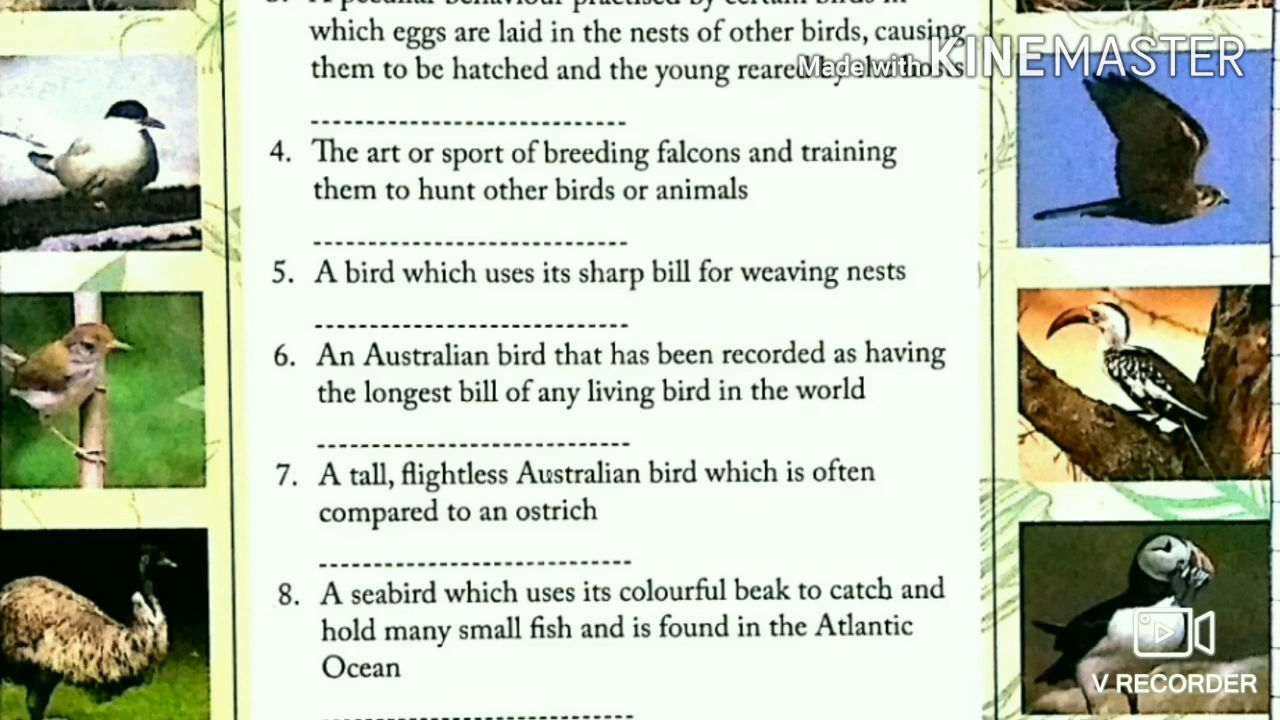 which eggs are laid in the nests of other birds, causing
them to be hatched and the young
Made with KINEMASTER
4. The art or sport of breeding falcons and training
them to hunt other birds or animals
5. A bird which uses its sharp bill for weaving nests
6. An Australian bird that has been recorded as having
the longest bill of any living bird in the world
7. A tall, flightless Australian bird which is often
compared to an ostrich
8. A seabird which uses its colourful beak to catch and
hold many small fish and is found in the Atlantic
Ocean
V RECORDER